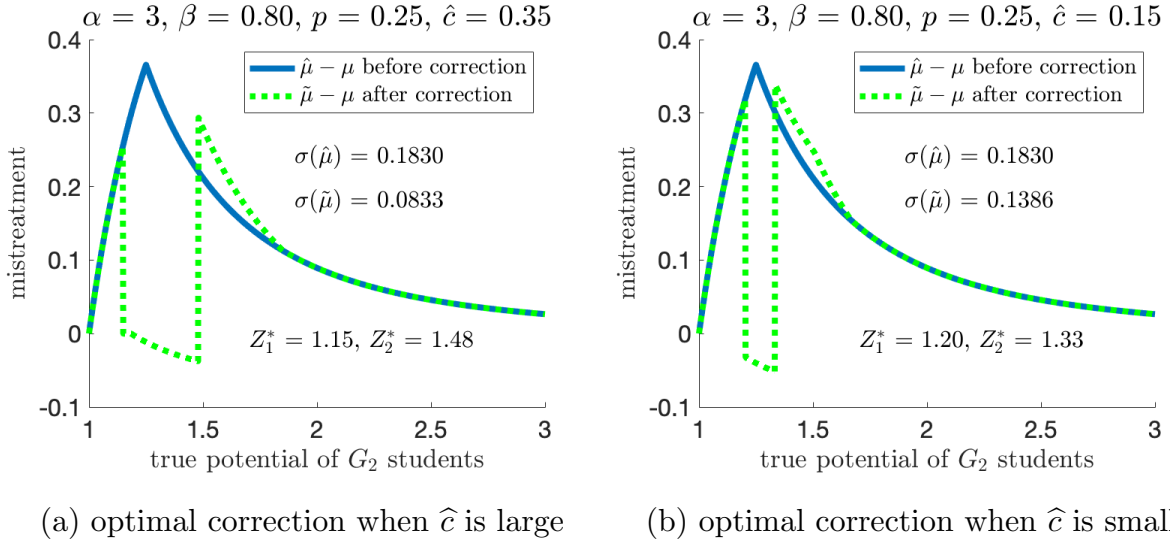 α = 3, β = 0.80, p = 0.25, ĉ = 0.35
0.4
0.3
0.2
0.1
0
-0.1
mistreatment
μ̂ − μ before correction
μ̃ − μ after correction
σ(μ̂) = 0.1830
σ(μ̃) = 0.0833
Z₁* = 1.15, Z₂* = 1.48
1 1.5 2 2.5 3
true potential of G₂ students
(a) optimal correction when ĉ is large
α = 3, β = 0.80, p = 0.25, ĉ = 0.15
0.4
0.3
0.2
0.1
0
-0.1
mistreatment
μ̂ − μ before correction
μ̃ − μ after correction
σ(μ̂) = 0.1830
σ(μ̃) = 0.1386
Z₁* = 1.20, Z₂* = 1.33
1 1.5 2 2.5 3
true potential of G₂ students
(b) optimal correction when ĉ is small